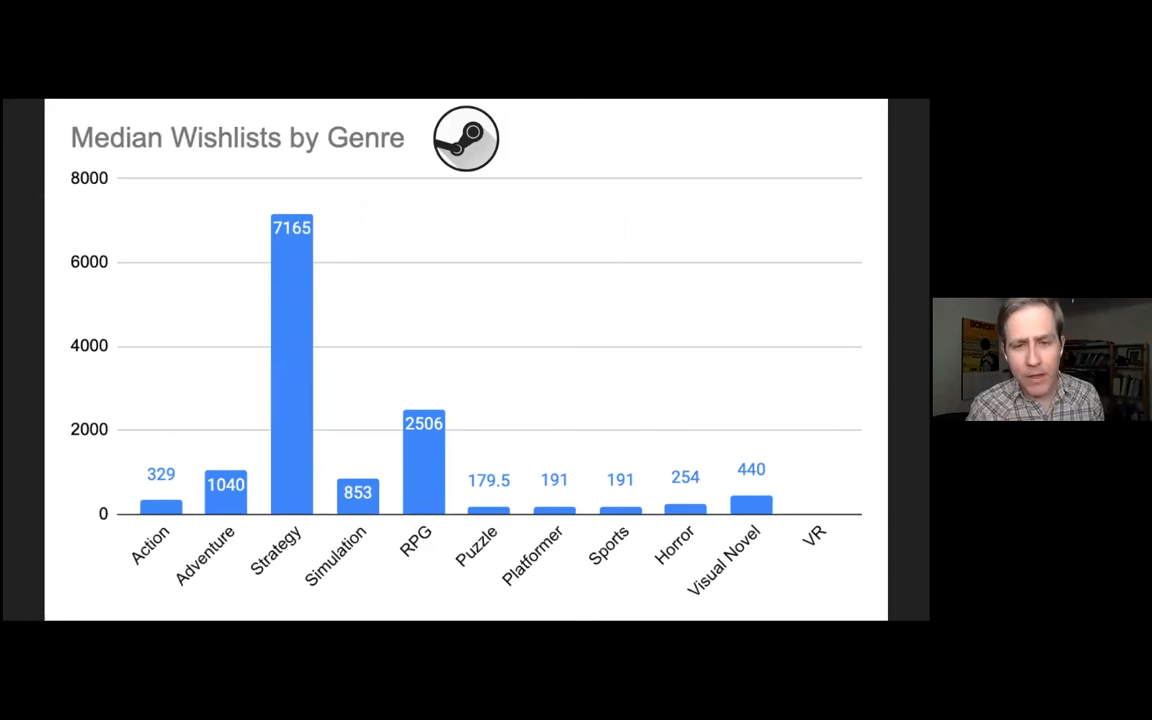 Median Wishlists by Genre
8000
6000
4000
2000
0
329
1040
7165
853
2506
179.5
191
191
254
440
Action
Adventure
Strategy
Simulation
RPG
Puzzle
Platformer
Sports
Horror
Visual Novel
VR